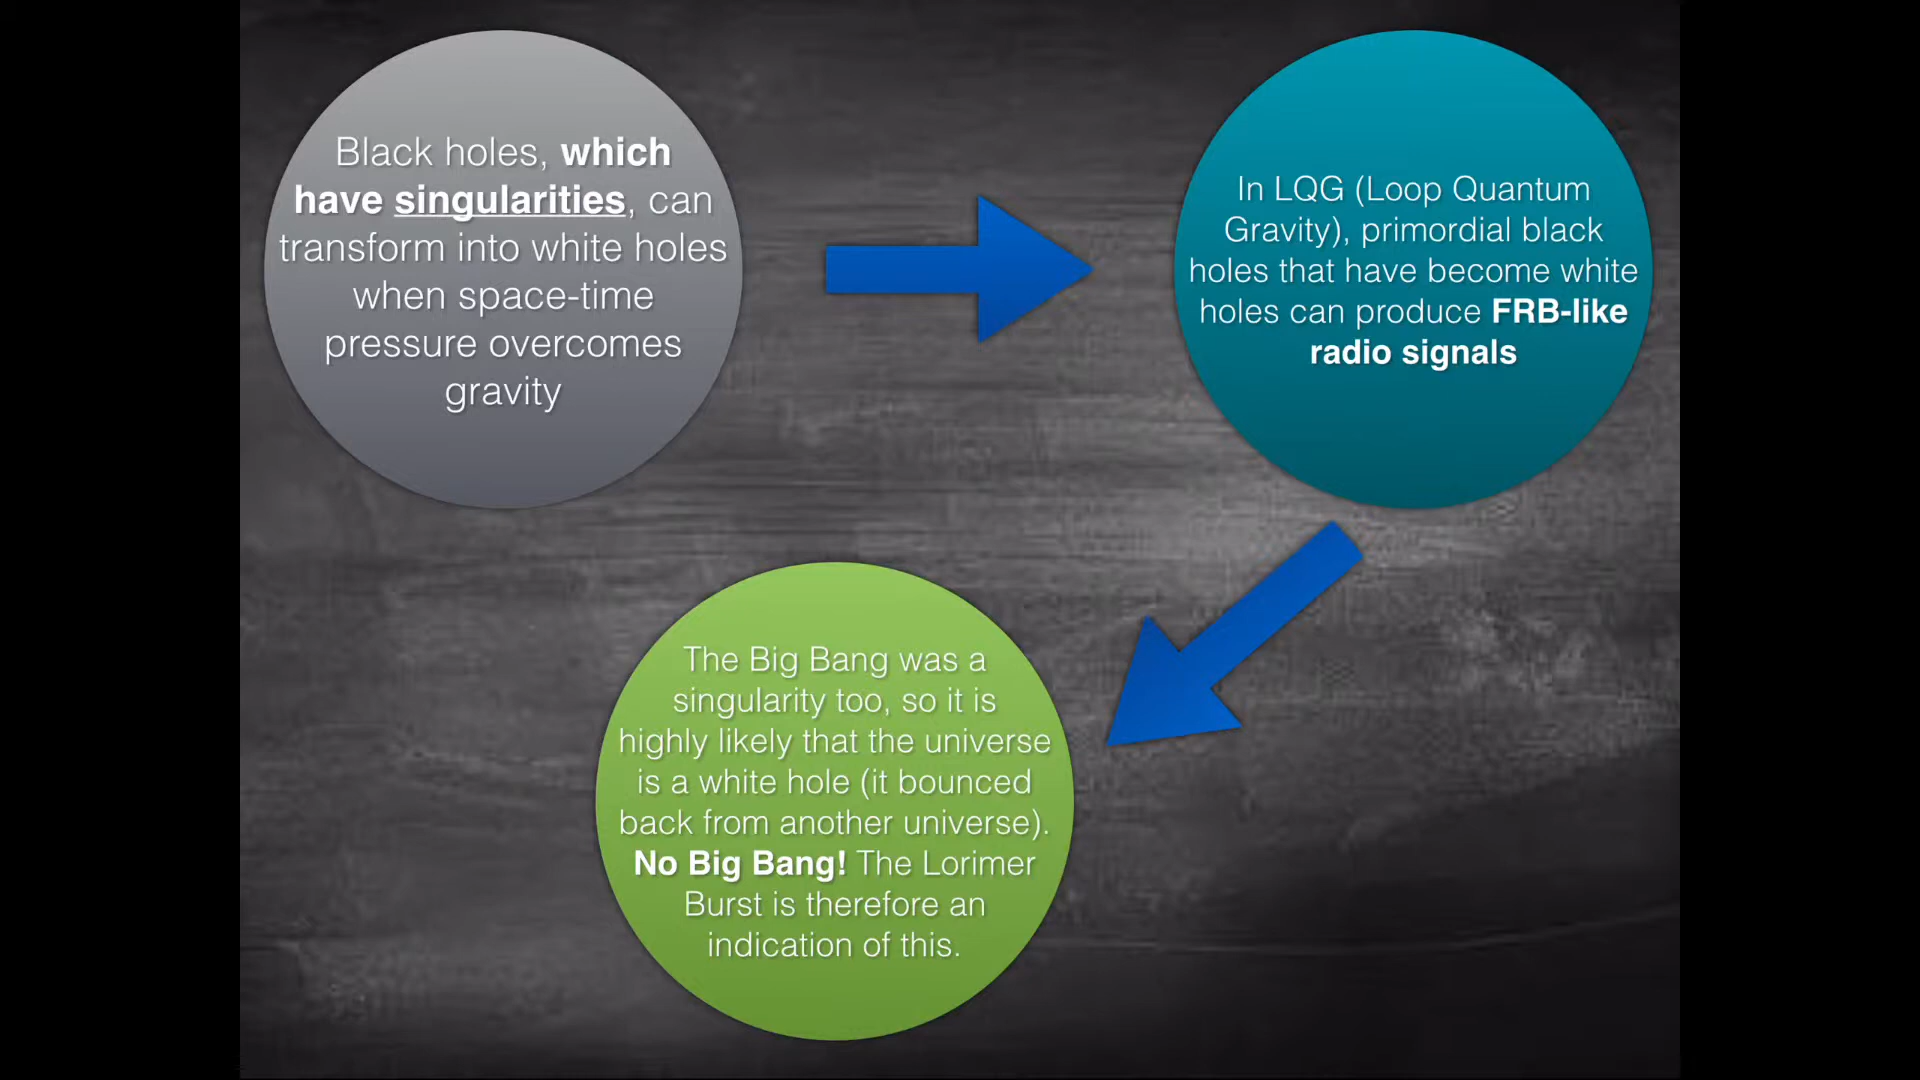 Black holes, which
have singularities, can
transform into white holes
when space-time
pressure overcomes
gravity
In LQG (Loop Quantum
Gravity), primordial black
holes that have become white
holes can produce FRB-like
radio signals
The Big Bang was a
singularity too, so it is
highly likely that the universe
is a white hole (it bounced
back from another universe).
No Big Bang! The Lorimer
Burst is therefore an
indication of this.